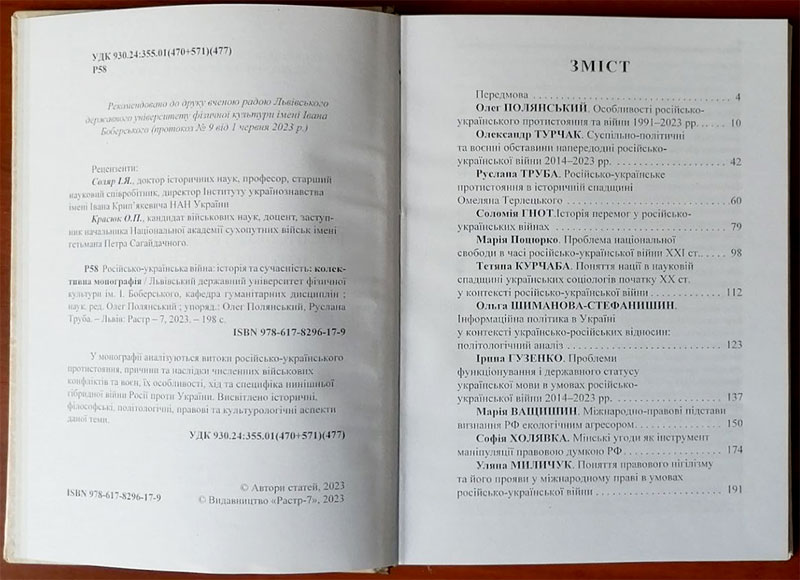 УДК 930.24:355.01(470+571)(477)
Р58
Рекомендовано до друку вченою радою Львівського
державного університету фізичної культури імені Івана
Боберського (протокол № 9 від 1 червня 2023 р.)
Рецензенти:
Сварник І.Я., доктор історичних наук, професор, старший
науковий співробітник, директор Інституту українознавства
імені Івана Крип’якевича НАН України
Красюк О.П., кандидат військових наук, доцент, заступ-
ник начальника Національної академії сухопутних військ імені
гетьмана Петра Сагайдачного.
Р58 Російсько-українська війна: історія та сучасність: колек-
тивна монографія / Львівський державний університет фізичної
культури ім. І. Боберського, кафедра гуманітарних дисциплін ;
наук. ред. Олег Полянський ; упоряд.: Олег Полянський, Руслана
Труба. – Львів: Растр – 7, 2023. – 198 с.
ISBN 978-617-8296-17-9
У монографії аналізуються витоки російсько-українського
протистояння, причини та наслідки численних військових
конфліктів та воєн, їх особливості, хід та специфіка нинішньої
гібридної війни Росії проти України. Висвітлено історичні,
філософські, політологічні, правові та культурологічні аспекти
даної теми.
УДК 930.24:355.01(470+571)(477)
© Автори статей, 2023
ISBN 978-617-8296-17-9
© Видавництво «Растр-7», 2023
ЗМІСТ
Передмова 4
Олег ПОЛЯНСЬКИЙ. Особливості російсько-
українського протистояння та війни 1991–2023 рр. 10
Олександр ТУРЧАК. Суспільно-політичні
та воєнні обставини напередодні російсько-
української війни 2014–2023 рр. 42
Руслана ТРУБА. Російсько-українське
протистояння в історичній спадщині
Омеляна Терлецького 60
Соломія ГНОТ.Історія перемог у російсько-
українських війнах 79
Марія Поцюрко. Проблема національної
свободи в часі російсько-української війни ХХІ ст. 98
Тетяна КУРЧАБА. Поняття нації в науковій
спадщині українських соціологів початку ХХ ст.
у контексті російсько-української війни 112
Ольга ШИМАНОВА-СТЕФАНИШИН.
Інформаційна політика в Україні
у контексті українсько-російських відносин:
політологічний аналіз 123
Ірина ГУЗЕНКО. Проблеми
функціонування і державного статусу
української мови в умовах російсько-
української війни 2014–2023 рр. 137
Марія ВАЩИШИН. Міжнародно-правові підстави
визнання РФ екологічним агресором 150
Софія ХОЛЯВКА. Мінські угоди як інструмент
маніпуляції правовою думкою РФ 174
Уляна МИЛИЧУК. Поняття правового нігілізму
та його прояви у міжнародному праві в умовах
російсько-української війни 191